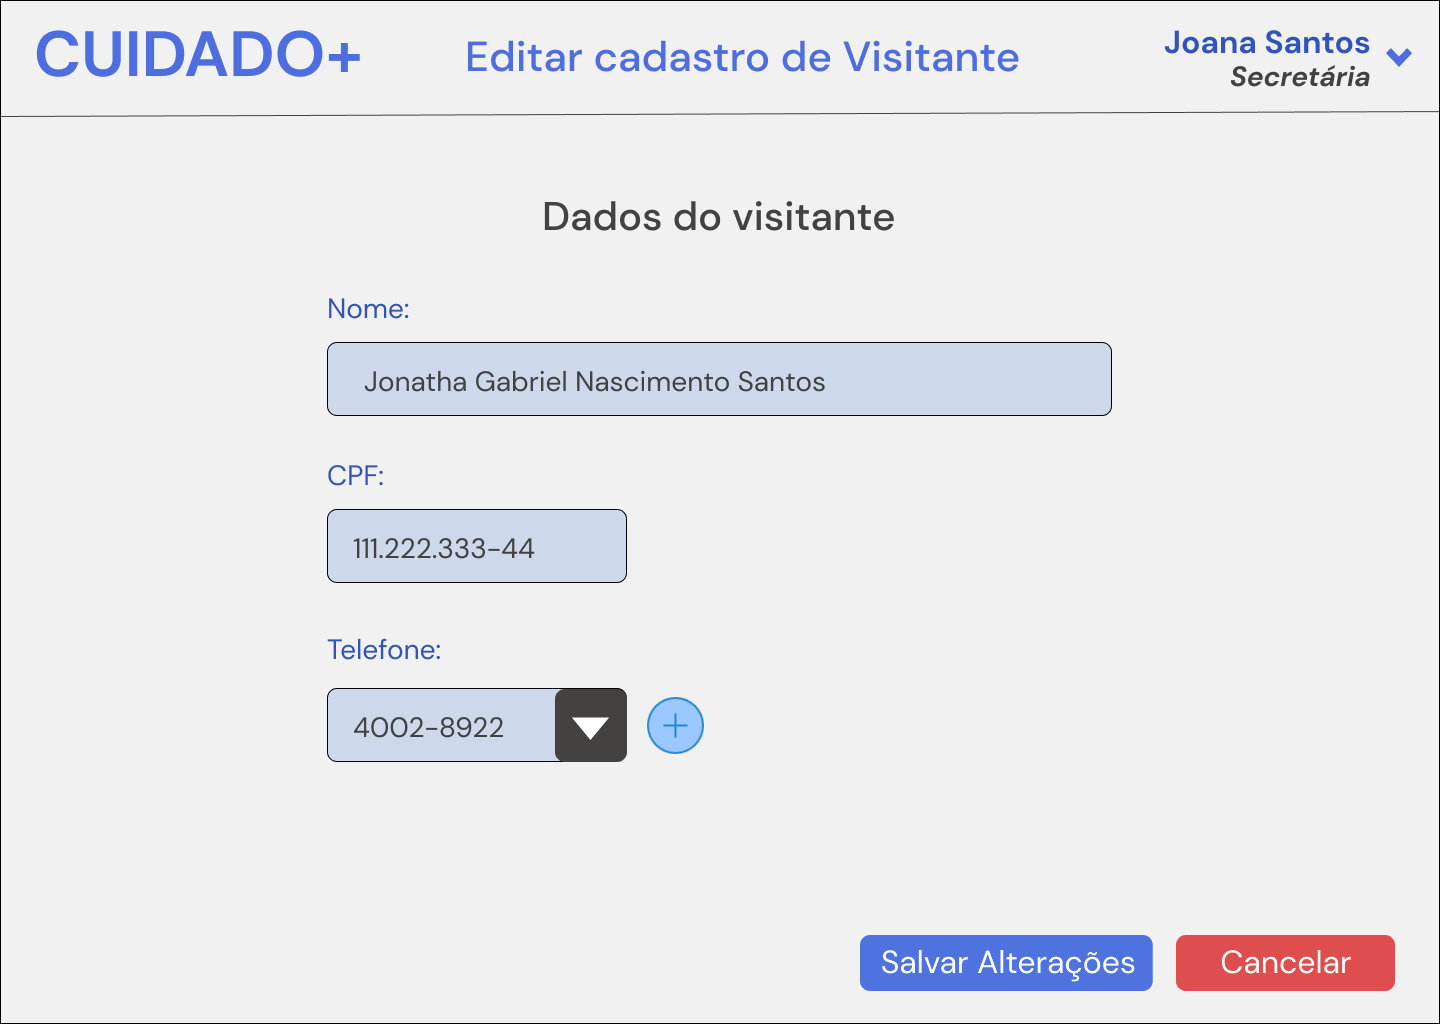 CUIDADO+
Editar cadastro de Visitante
Joana Santos
Secretária
Dados do visitante
Nome:
Jonatha Gabriel Nascimento Santos
CPF:
111.222.333-44
Telefone:
4002-8922
Salvar Alterações
Cancelar